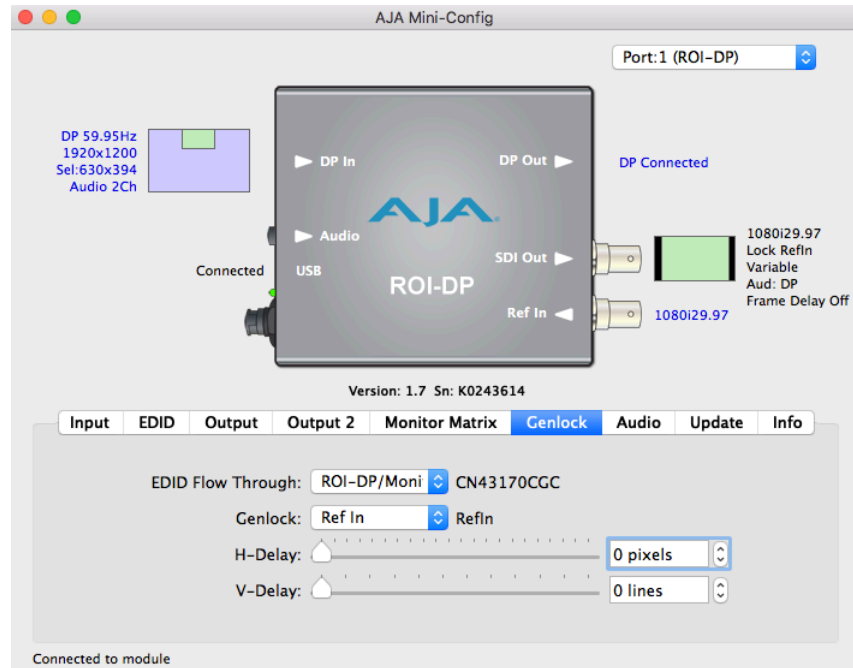 AJA Mini-Config
Port:1 (ROI-DP)
DP 59.95Hz
1920x1200
Sel:630x394
Audio 2Ch
DP In
DP Out
DP Connected
AJA
Audio
Connected
USB
SDI Out
ROI-DP
Ref In
1080i29.97
Lock RefIn
Variable
Aud: DP
Frame Delay Off
1080i29.97
Version: 1.7 Sn: K0243614
Input EDID Output Output 2 Monitor Matrix Genlock Audio Update Info
EDID Flow Through: ROI-DP/Moni CN43170CGC
Genlock: Ref In RefIn
H-Delay: 0 pixels
V-Delay: 0 lines
Connected to module